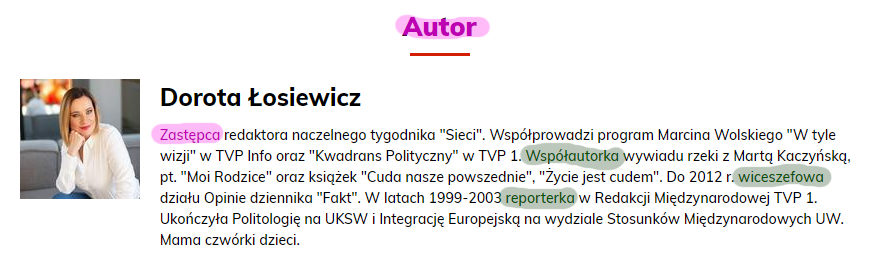 Autor
Dorota Łosiewicz
Zastępca redaktora naczelnego tygodnika "Sieci". Współprowadzi program Marcina Wolskiego "W tyle
wizji" w TVP Info oraz "Kwadrans Polityczny" w TVP 1. Współautorka wywiadu rzeki z Martą Kaczyńską,
pt. "Moi Rodzice" oraz książek "Cuda nasze powszednie", "Życie jest cudem". Do 2012 r. wiceszefowa
działu Opinie dziennika "Fakt". W latach 1999-2003 reporterka w Redakcji Międzynarodowej TVP 1.
Ukończyła Politologię na UKSW i Integrację Europejską na wydziale Stosunków Międzynarodowych UW.
Mama czwórki dzieci.